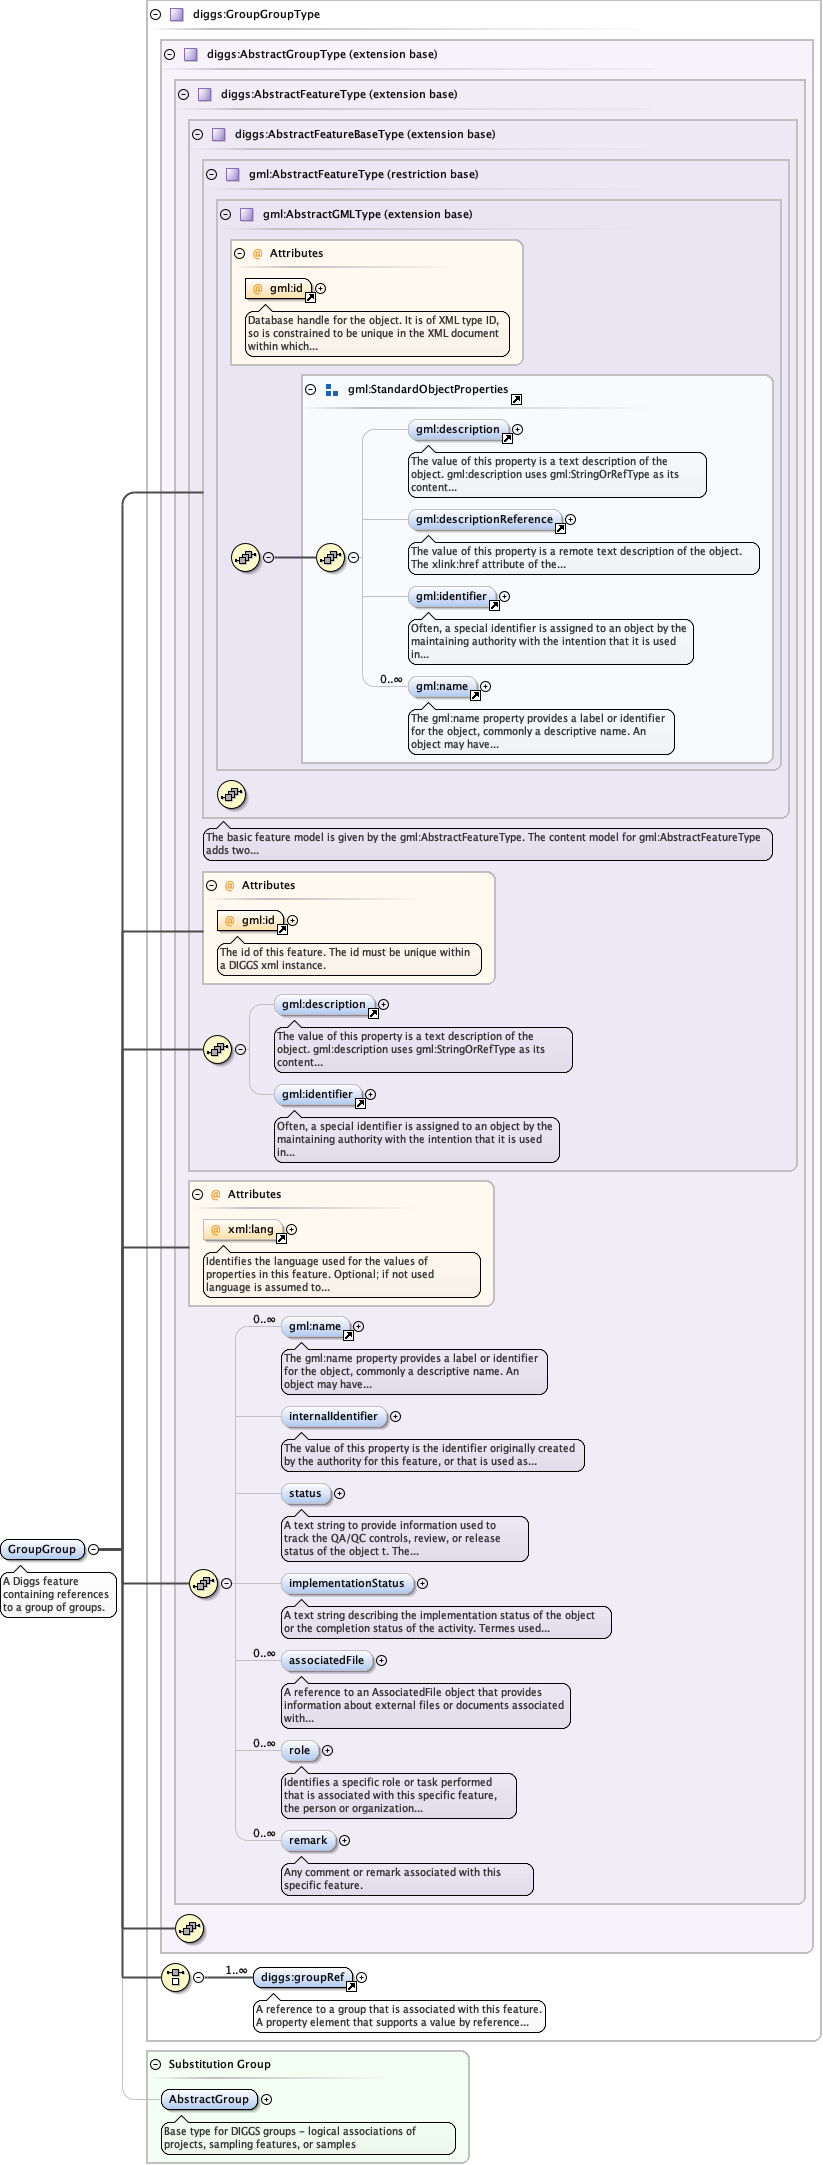 diggs:GroupGroupType
diggs:AbstractGroupType (extension base)
diggs:AbstractFeatureType (extension base)
diggs:AbstractFeatureBaseType (extension base)
gml:AbstractFeatureType (restriction base)
gml:AbstractGMLType (extension base)
@ Attributes
@ gml:id
Database handle for the object. It is of XML type ID,
so is constrained to be unique in the XML document
within which...
gml:StandardObjectProperties
gml:description
The value of this property is a text description of the
object. gml:description uses gml:StringOrRefType as its
content...
gml:descriptionReference
The value of this property is a remote text description of the object.
The xlink:href attribute of the...
gml:identifier
Often, a special identifier is assigned to an object by the
maintaining authority with the intention that it is used
in...
0..∞ gml:name
The gml:name property provides a label or identifier
for the object, commonly a descriptive name. An
object may have...
The basic feature model is given by the gml:AbstractFeatureType. The content model for gml:AbstractFeatureType
adds two...
@ Attributes
@ gml:id
The id of this feature. The id must be unique within
a DIGGS xml instance.
gml:description
The value of this property is a text description of the
object. gml:description uses gml:StringOrRefType as its
content...
gml:identifier
Often, a special identifier is assigned to an object by the
maintaining authority with the intention that it is used
in...
@ Attributes
@ xml:lang
Identifies the language used for the values of
properties in this feature. Optional; if not used
language is assumed to...
0..∞ gml:name
The gml:name property provides a label or identifier
for the object, commonly a descriptive name. An
object may have...
internalIdentifier
The value of this property is the identifier originally created
by the authority for this feature, or that is used as...
status
A text string to provide information used to
track the QA/QC controls, review, or release
status of the object t. The...
GroupGroup
A Diggs feature
containing references
to a group of groups.
implementationStatus
A text string describing the implementation status of the object
or the completion status of the activity. Termes used...
0..∞ associatedFile
A reference to an AssociatedFile object that provides
information about external files or documents associated
with...
0..∞ role
Identifies a specific role or task performed
that is associated with this specific feature,
the person or organization...
0..∞ remark
Any comment or remark associated with this
specific feature.
1..∞ diggs:groupRef
A reference to a group that is associated with this feature.
A property element that supports a value by reference...
Substitution Group
AbstractGroup
Base type for DIGGS groups - logical associations of
projects, sampling features, or samples